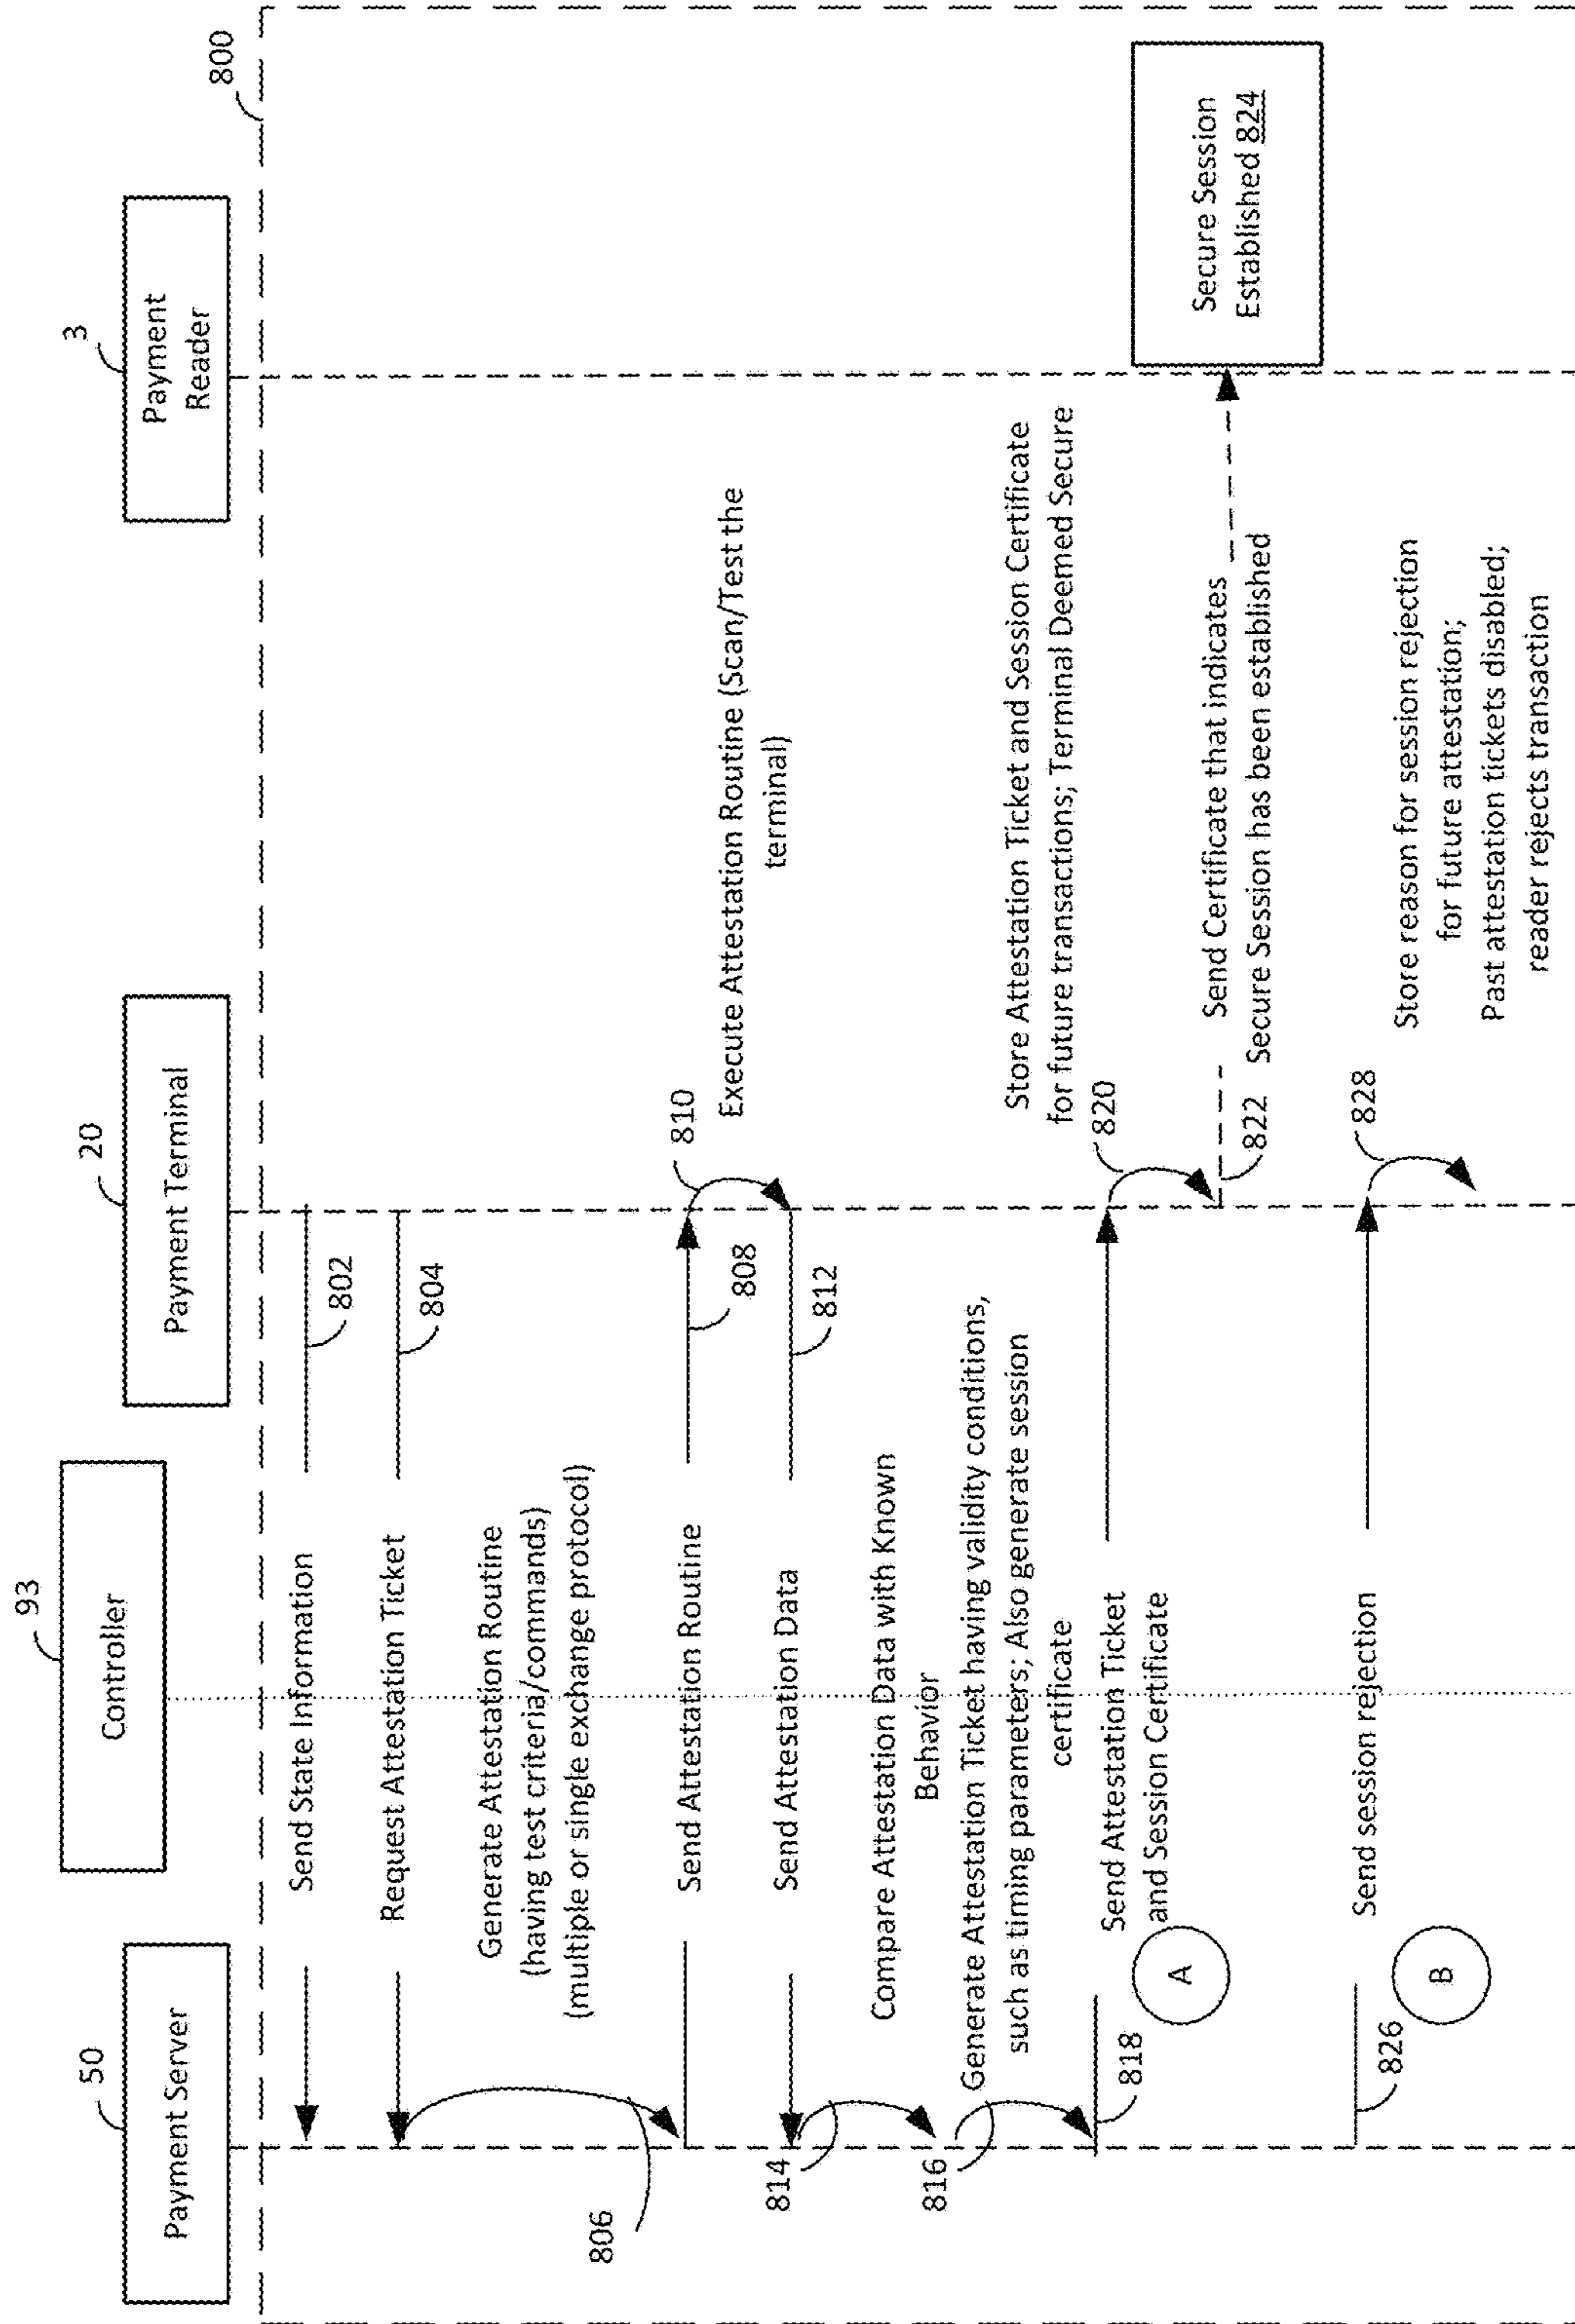 93
Controller
50
Payment Server
20
Payment Terminal
3
Payment
Reader
800
Send State Information
802
Request Attestation Ticket
804
Generate Attestation Routine
(having test criteria/commands)
(multiple or single exchange protocol)
806
Send Attestation Routine
808
810
Execute Attestation Routine (Scan/Test the
terminal)
Send Attestation Data
812
814
Compare Attestation Data with Known
Behavior
816
Generate Attestation Ticket having validity conditions,
such as timing parameters; Also generate session
certificate
818
Send Attestation Ticket
and Session Certificate
A
820
Store Attestation Ticket and Session Certificate
for future transactions; Terminal Deemed Secure
822
Send Certificate that indicates
Secure Session has been established
Secure Session
Established 824
Send session rejection
826
B
828
Store reason for session rejection
for future attestation;
Past attestation tickets disabled;
reader rejects transaction